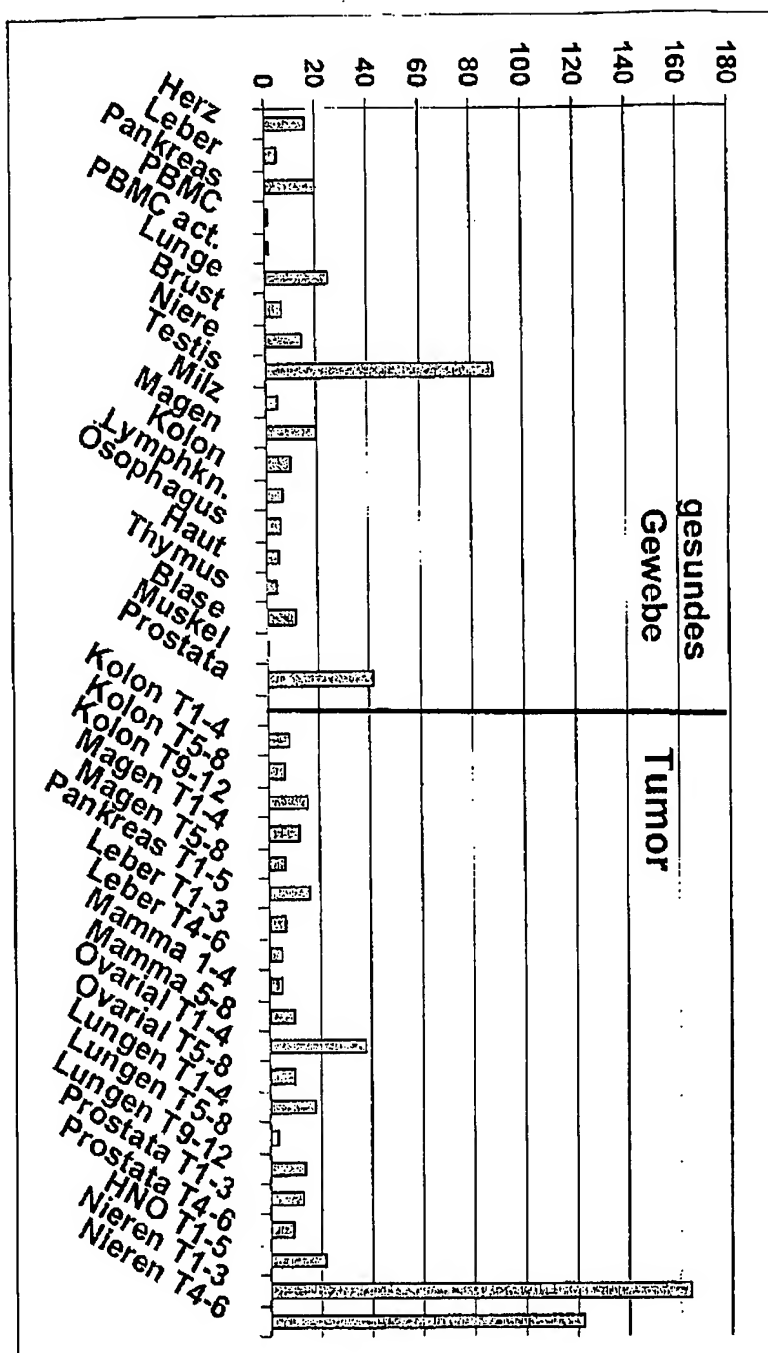 180
160
140
120
100
80
60
40
20
0
gesundes
Gewebe
Tumor
Herz
Leber
Pankreas
PBMC
PBMC act.
Lunge
Brust
Niere
Testis
Milz
Magen
Kolon
Lymphkn.
Ösophagus
Haut
Thymus
Blase
Muskel
Prostata
Kolon T1-4
Kolon T5-8
Kolon T9-12
Magen T1-4
Magen T5-8
Pankreas T1-5
Leber T1-3
Leber T4-6
Mamma 1-4
Mamma 5-8
Ovarial T1-4
Ovarial T5-8
Lungen T1-4
Lungen T5-8
Lungen T9-12
Prostata T1-3
Prostata T4-6
HNO T1-5
Nieren T1-3
Nieren T4-6